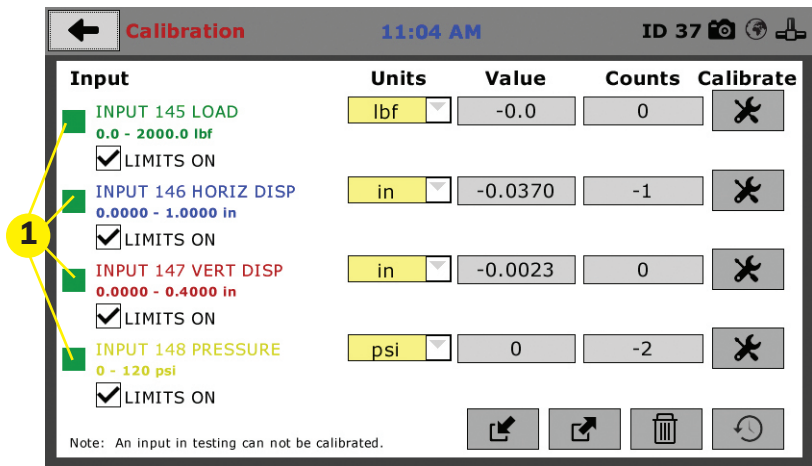 Calibration 11:04 AM ID 37
Input Units Value Counts Calibrate
INPUT 145 LOAD lbf -0.0 0
0.0 - 2000.0 lbf
LIMITS ON
INPUT 146 HORIZ DISP in -0.0370 -1
0.0000 - 1.0000 in
LIMITS ON
1
INPUT 147 VERT DISP in -0.0023 0
0.0000 - 0.4000 in
LIMITS ON
INPUT 148 PRESSURE psi 0 -2
0 - 120 psi
LIMITS ON
Note: An input in testing can not be calibrated.